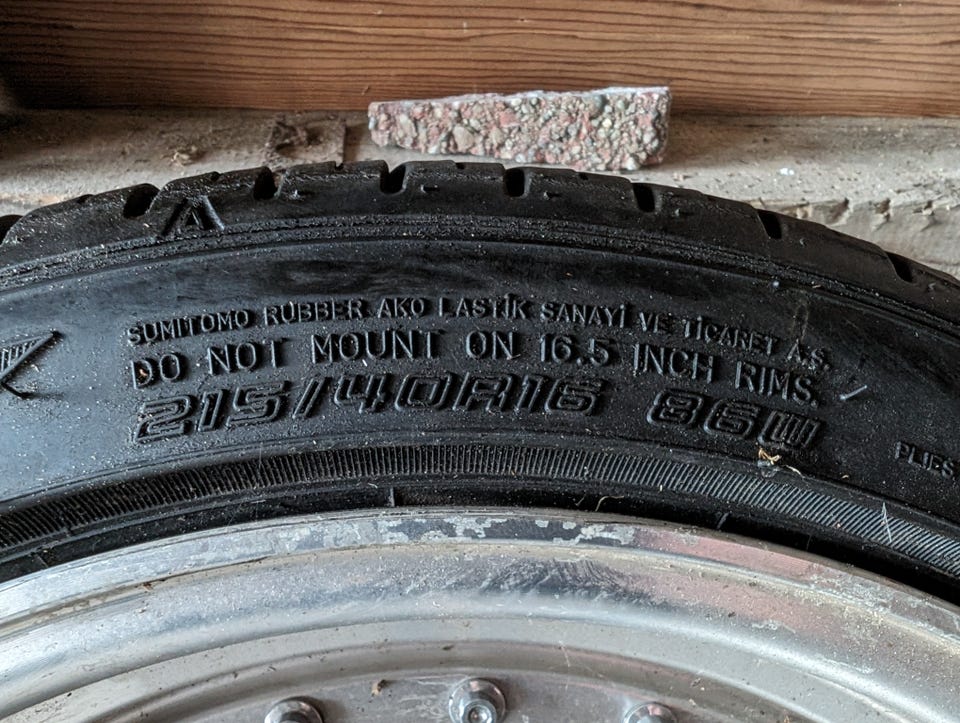 A
SUMITOMO RUBBER AKO LASTİK SANAYİ VE TİCARET A.Ş.
DO NOT MOUNT ON 16.5 INCH RIMS.
215/40R16 86W
PLIES